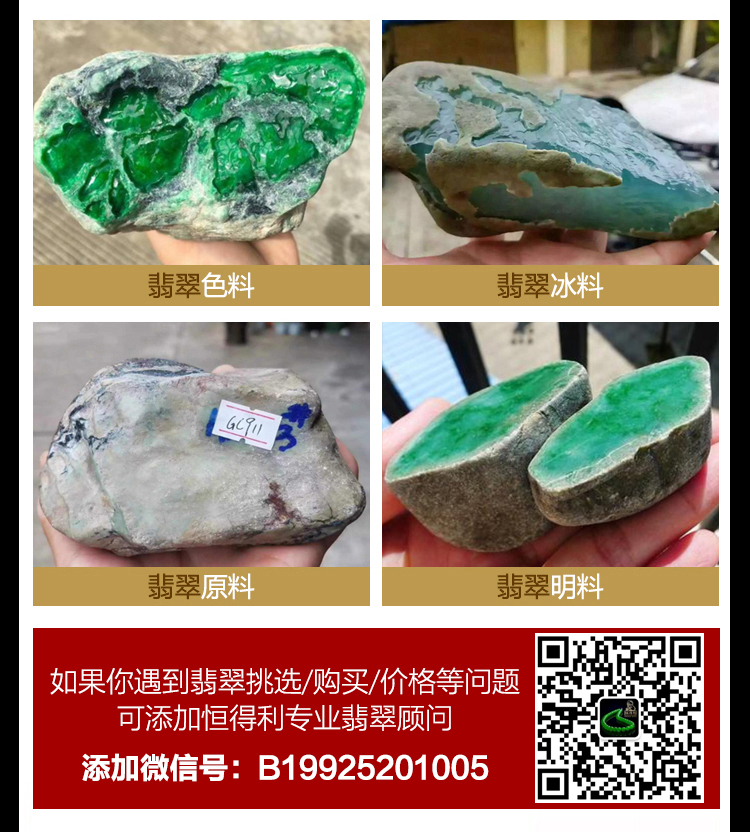 翡翠色料
翡翠冰料
GC911
#3
翡翠原料
翡翠明料
如果你遇到翡翠挑选/购买/价格等问题
可添加恒得利专业翡翠顾问
添加微信号：B19925201005